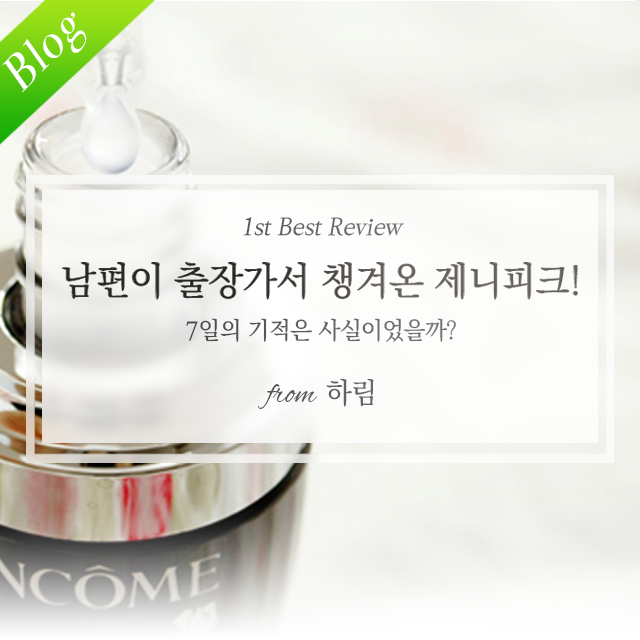 Blog
1st Best Review
남편이 출장가서 챙겨온 제니피크!
7일의 기적은 사실이었을까?
from 하림
NCÔME